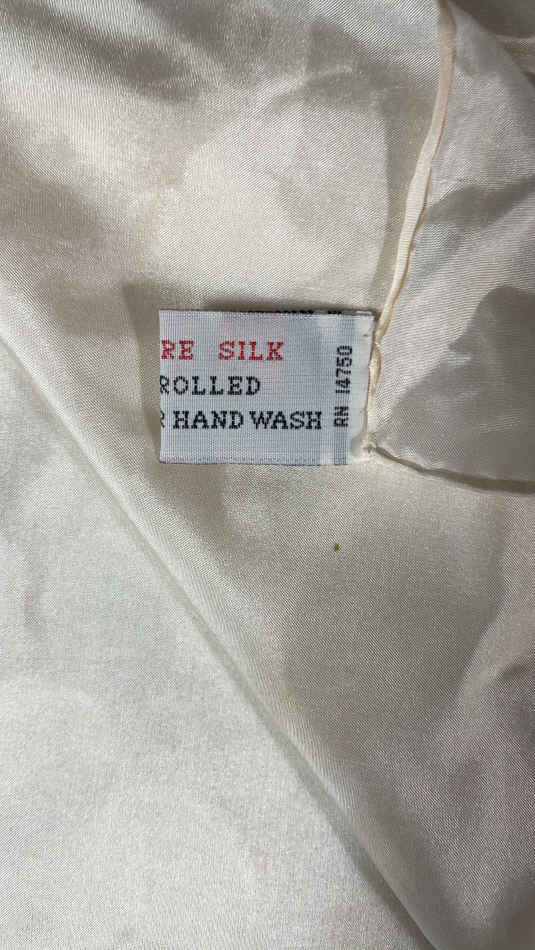 RE SILK
ROLLED
HAND WASH
RN 14750